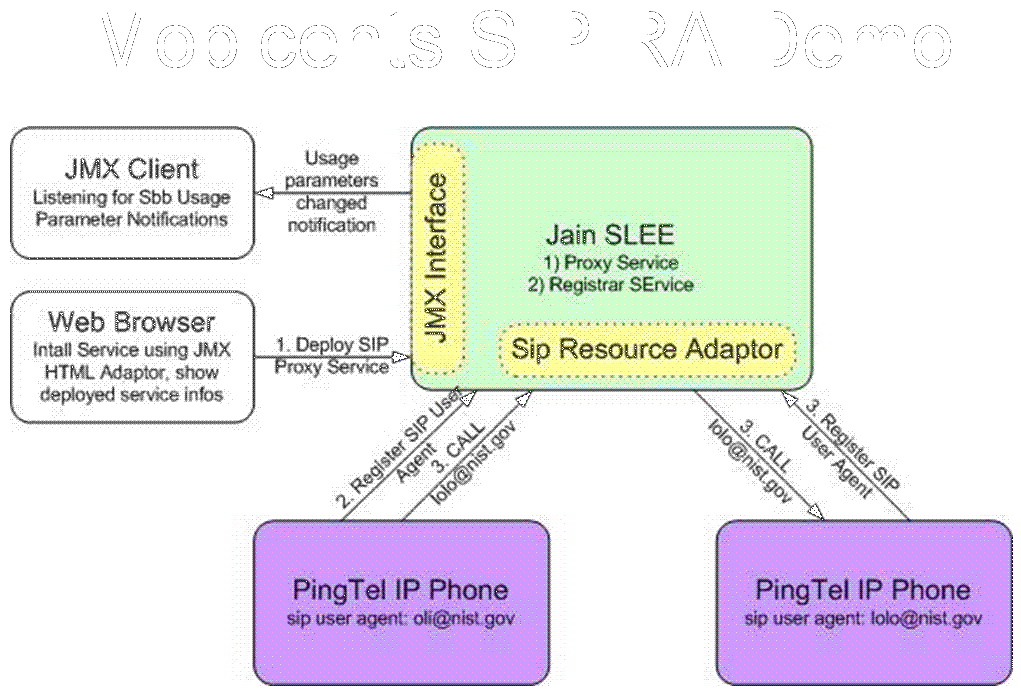 Mobicents SIP RA Demo
JMX Client
Listening for Sbb Usage
Parameter Notifications
Usage
parameters
changed
notification
JMX Interface
Jain SLEE
1) Proxy Service
2) Registrar SErvice
Sip Resource Adaptor
Web Browser
Intall Service using JMX
HTML Adaptor, show
deployed service infos
1. Deploy SIP
Proxy Service
2. Register SIP User
Agent
3. CALL
lolo@nist.gov
3. CALL
lolo@nist.gov
3. Register SIP
User Agent
PingTel IP Phone
sip user agent: oli@nist.gov
PingTel IP Phone
sip user agent: lolo@nist.gov